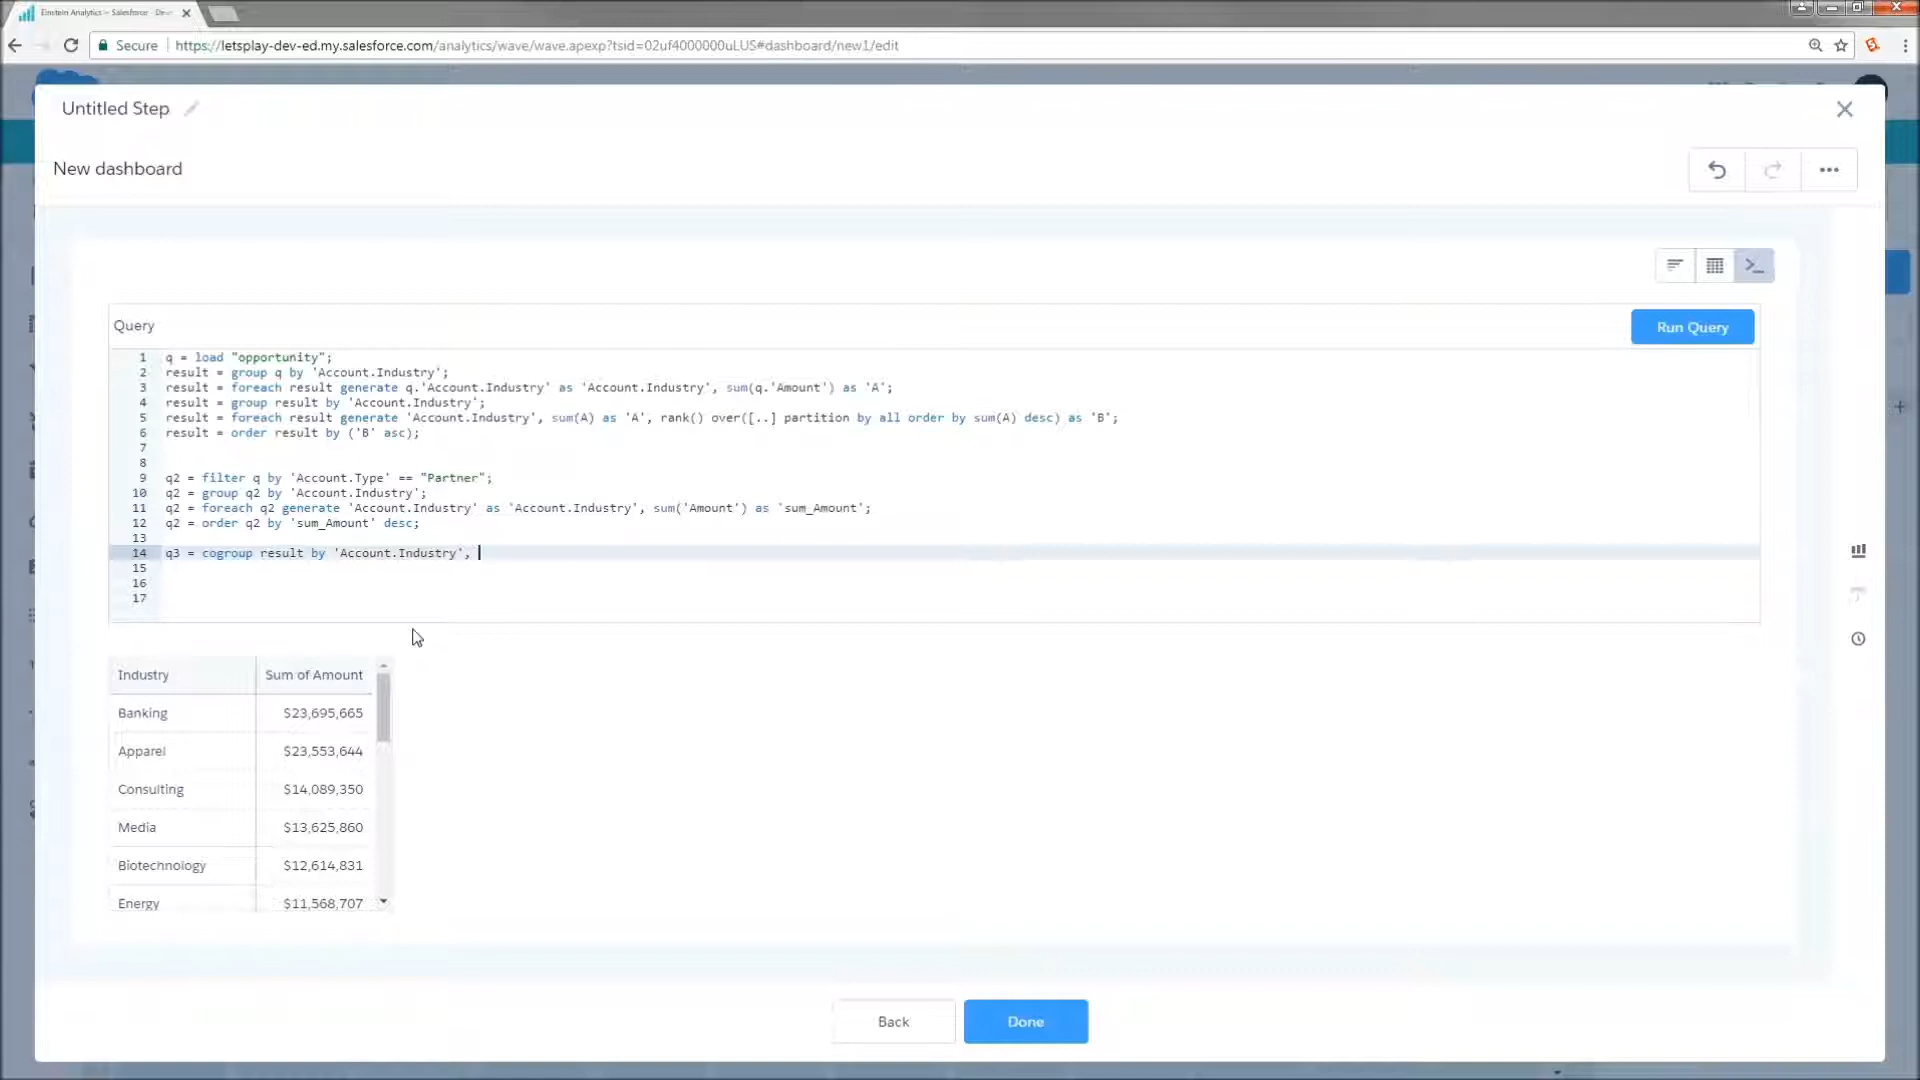 Einstein Analytics – Salesforce - Dev
Secure
https://letsplay-dev-ed.my.salesforce.com/analytics/wave/wave.apexp?tsid=02uf4000000uLUS#dashboard/new1/edit
Untitled Step
New dashboard
Query
Run Query
1 q = load "opportunity";
2 result = group q by 'Account.Industry';
3 result = foreach result generate q.'Account.Industry' as 'Account.Industry', sum(q.'Amount') as 'A';
4 result = group result by 'Account.Industry';
5 result = foreach result generate 'Account.Industry', sum(A) as 'A', rank() over([..] partition by all order by sum(A) desc) as 'B';
6 result = order result by ('B' asc);
7
8
9 q2 = filter q by 'Account.Type' == "Partner";
10 q2 = group q2 by 'Account.Industry';
11 q2 = foreach q2 generate 'Account.Industry' as 'Account.Industry', sum('Amount') as 'sum_Amount';
12 q2 = order q2 by 'sum_Amount' desc;
13
14 q3 = cogroup result by 'Account.Industry',
15
16
17
Industry Sum of Amount
Banking $23,695,665
Apparel $23,553,644
Consulting $14,089,350
Media $13,625,860
Biotechnology $12,614,831
Energy $11,568,707
Back
Done